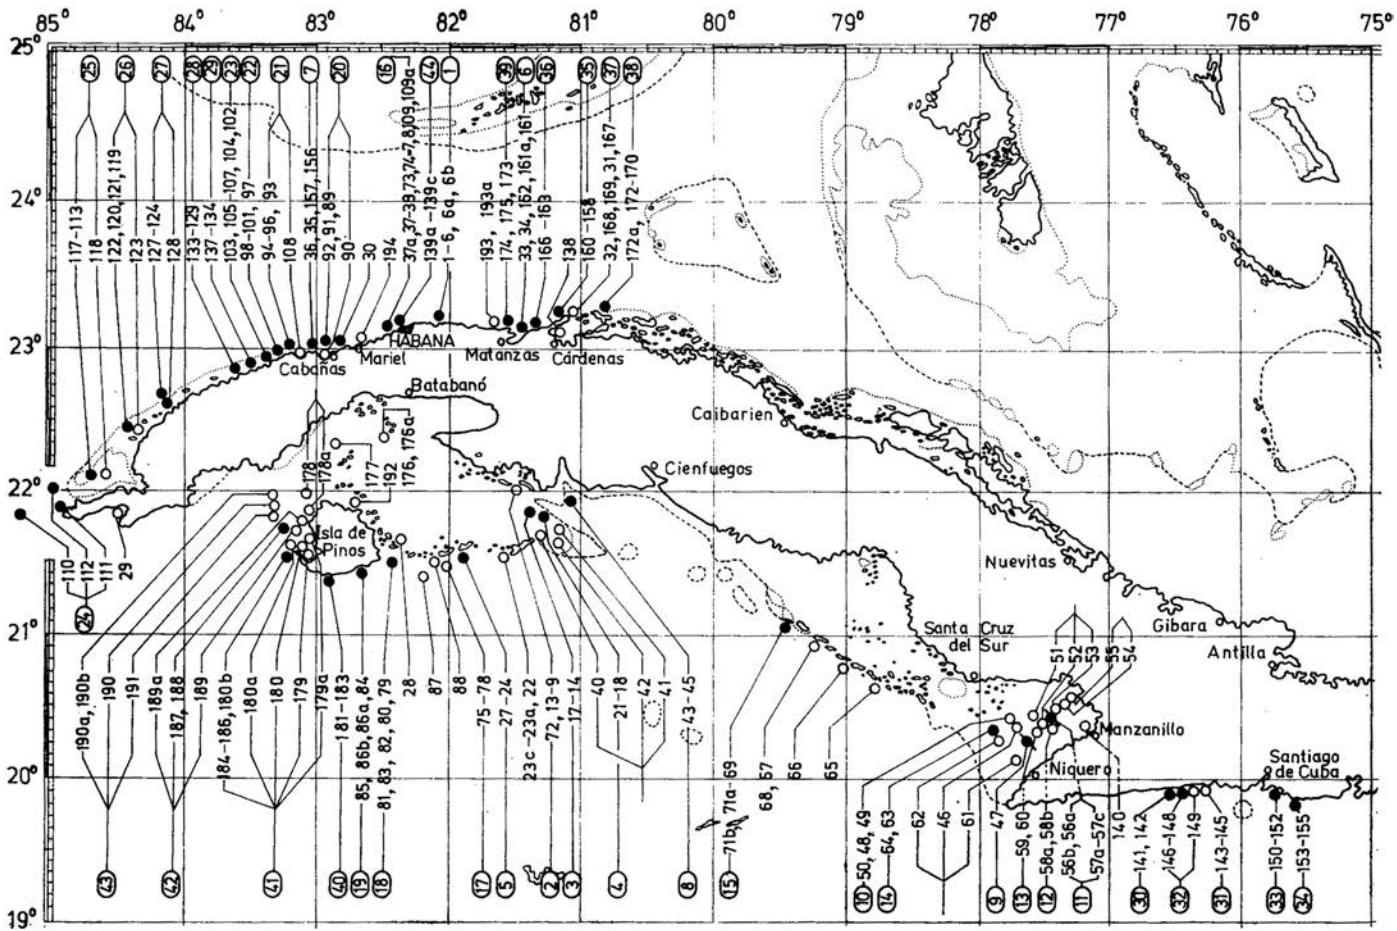 85° 84° 83° 82° 81° 80° 79° 78° 77° 76° 75°
25°
24°
23°
22°
21°
20°
19°
25 26 27 28 29 23 22 21 7 20 16 44 1 39 6 36 35 37 38
117-113
118
122, 120, 121, 119
123
127-124
128
133-129
137-134
103, 105-107, 104, 102
98-101, 97
94-96, 93
108
36, 35, 157, 156
92, 91, 89
90
30
194
37a, 37-39, 73, 74-7, 8, 109, 109a
139a-139c
1-6, 6a, 6b
193, 193a
174, 175, 173
33, 34, 162, 161a, 161
166-163
138
160-158
32, 168, 169, 31, 167
172a, 172-170
HABANA
Mariel
Cabañas
Matanzas
Cárdenas
Batabanó
Caibarien
Cienfuegos
Isla de
Pinos
Nuevitas
Gibara
Antilla
Santa Cruz
del Sur
Manzanillo
Niquero
Santiago
de Cuba
178
178a
177
192
176, 176a
110
112
111
29
24
190a, 190b
190
191
189a
187, 188
189
184-186, 180b
180a
180
179
179a
181-183
85, 86b, 86a, 84
81, 83, 82, 80, 79
28
87
88
75-78
27-24
23c-23a, 22
72, 13-9
17-14
40
21-18
42
41
43-45
71b, 71a-69
68, 67
66
65
51
52
53
55
54
50, 48, 49
64, 63
62
46
61
47
59, 60
58a, 58b
56b, 56a
57a-57c
140
141, 142
146-148
149
143-145
150-152
153-155
43 42 41 40 19 18 17 5 2 3 4 8 15 10 14 9 13 12 11 30 32 31 33 34